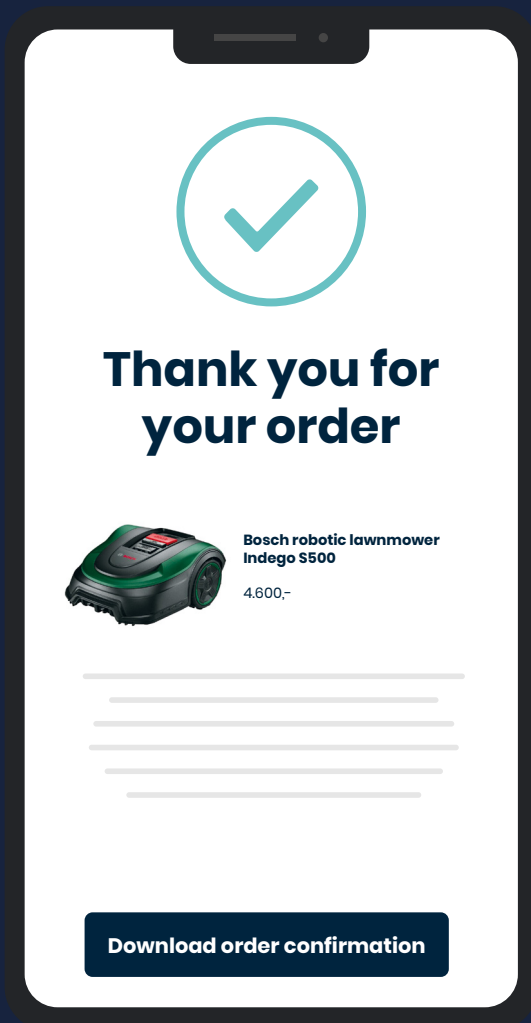 Thank you for
your order
Bosch robotic lawnmower
Indego S500
4.600,-
Download order confirmation